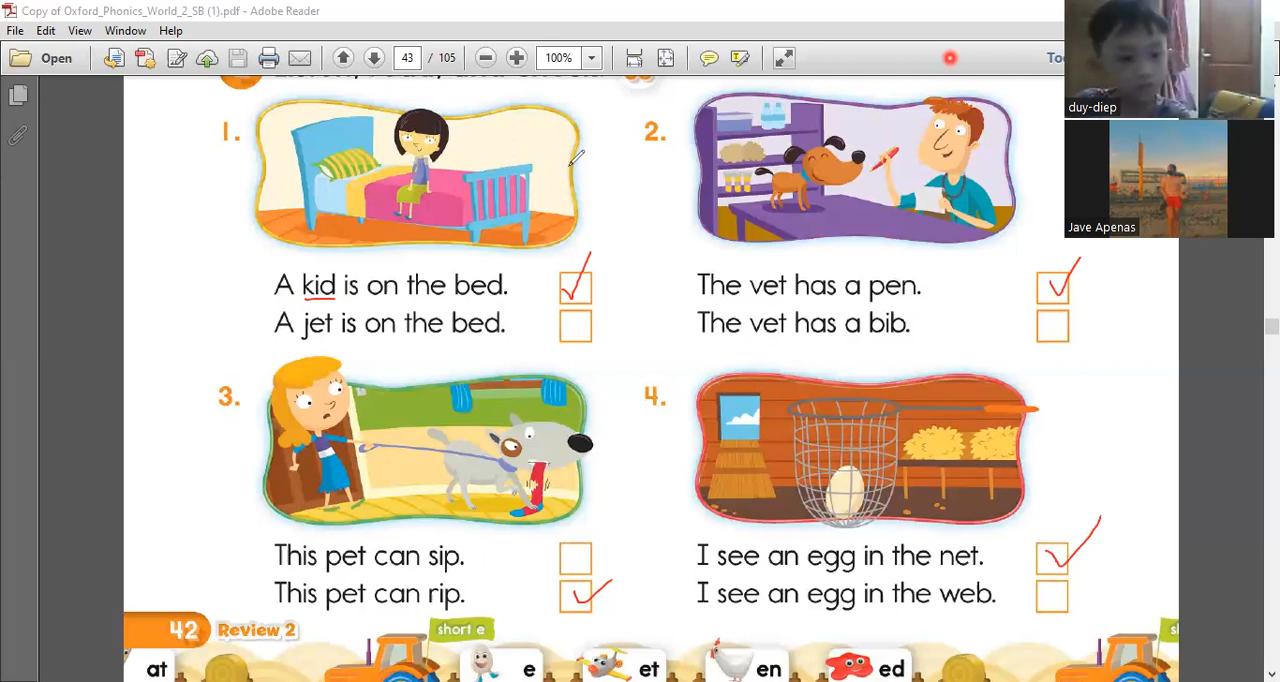 Copy of Oxford_Phonics_World_2_SB (1).pdf - Adobe Reader
File Edit View Window Help
Open 43 / 105 100%
duy-diep
Jave Apenas
1.
A kid is on the bed.
A jet is on the bed.
2.
The vet has a pen.
The vet has a bib.
3.
This pet can sip.
This pet can rip.
4.
I see an egg in the net.
I see an egg in the web.
42 Review 2
short e
at e et en ed